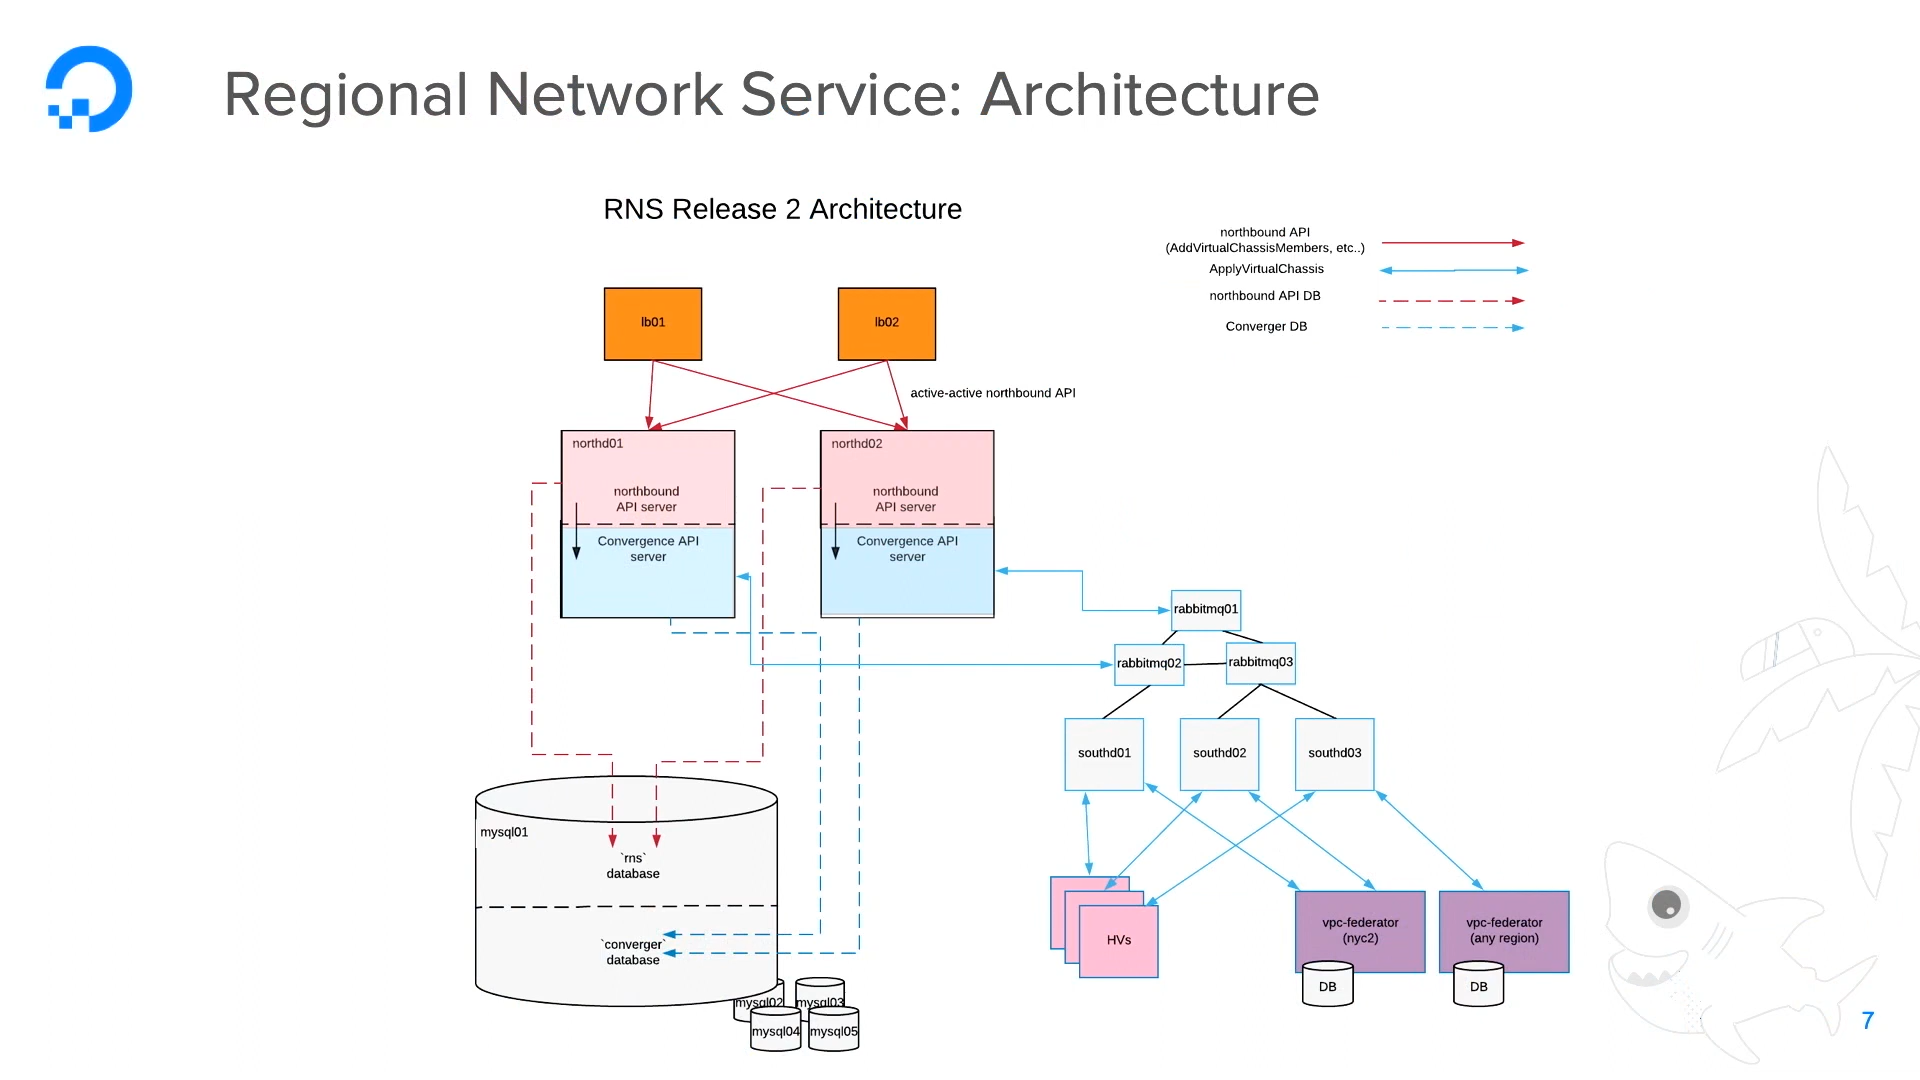 Regional Network Service: Architecture
RNS Release 2 Architecture
northbound API
(AddVirtualChassisMembers, etc..)
ApplyVirtualChassis
northbound API DB
Converger DB
lb01
lb02
active-active northbound API
northd01
northbound
API server
Convergence API
server
northd02
northbound
API server
Convergence API
server
rabbitmq01
rabbitmq02
rabbitmq03
southd01
southd02
southd03
mysql01
`rns`
database
`converger`
database
mysql02
mysql03
mysql04
mysql05
HVs
vpc-federator
(nyc2)
DB
vpc-federator
(any region)
DB
7